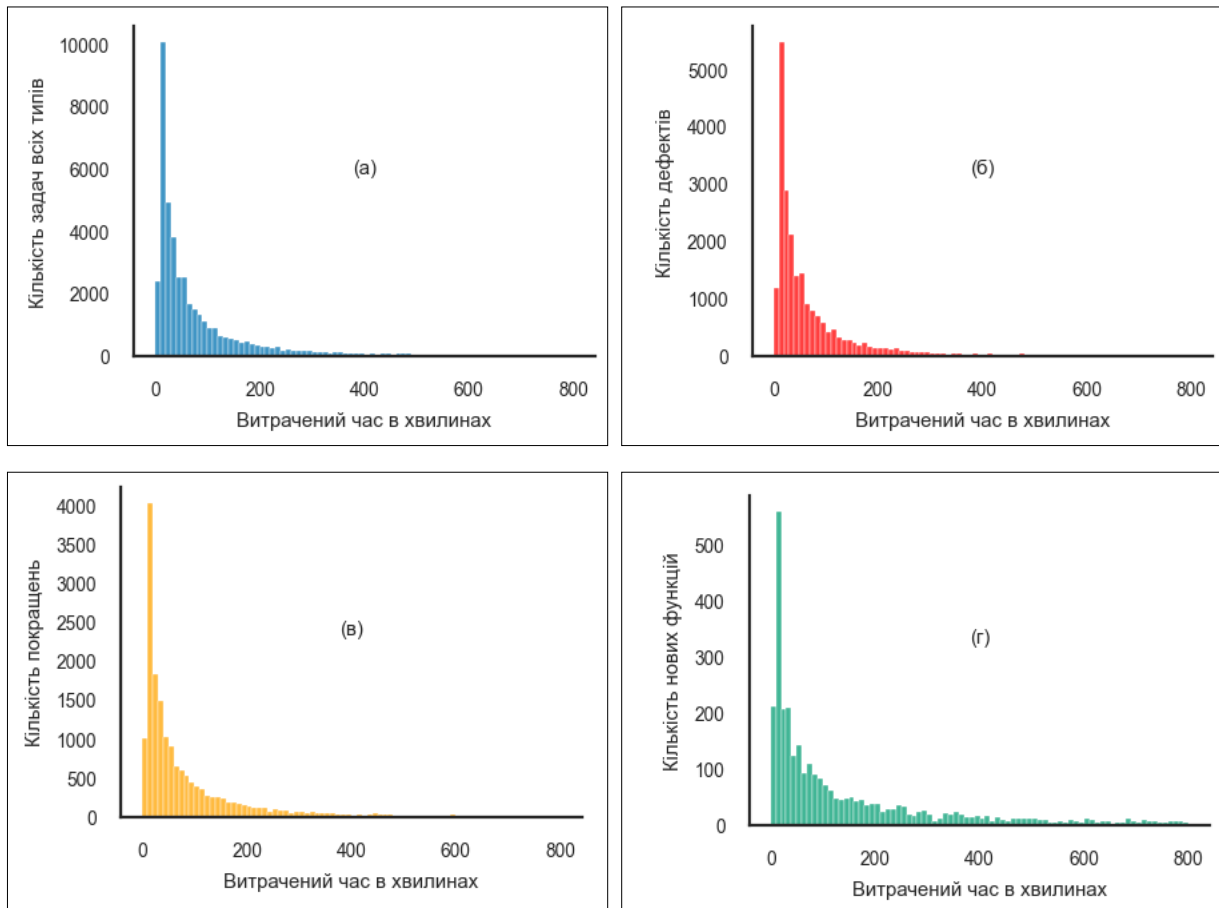 Кількість задач всіх типів
10000
8000
6000
4000
2000
0
(а)
0 200 400 600 800
Витрачений час в хвилинах
Кількість дефектів
5000
4000
3000
2000
1000
0
(б)
0 200 400 600 800
Витрачений час в хвилинах
Кількість покращень
4000
3500
3000
2500
2000
1500
1000
500
0
(в)
0 200 400 600 800
Витрачений час в хвилинах
Кількість нових функцій
500
400
300
200
100
0
(г)
0 200 400 600 800
Витрачений час в хвилинах